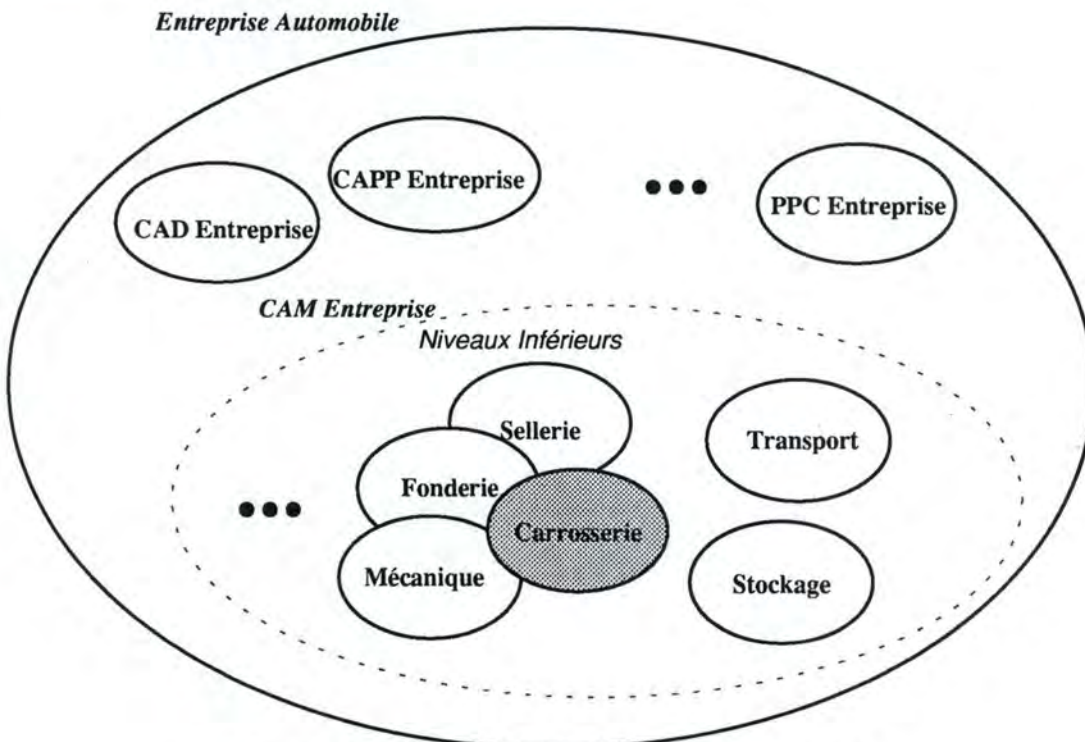 Entreprise Automobile
CAPP Entreprise
CAD Entreprise
PPC Entreprise
CAM Entreprise
Niveaux Inférieurs
Sellerie
Transport
Fonderie
Carrosserie
Mécanique
Stockage